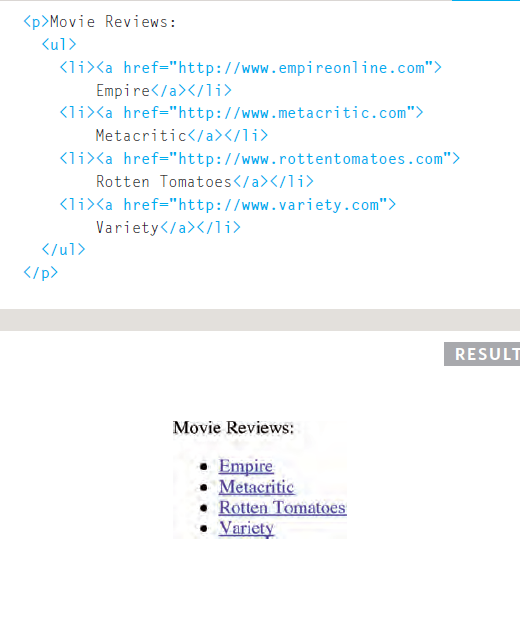 <p>Movie Reviews:
<ul>
<li><a href="http://www.empireonline.com">
Empire</a></li>
<li><a href="http://www.metacritic.com">
Metacritic</a></li>
<li><a href="http://www.rottentomatoes.com">
Rotten Tomatoes</a></li>
<li><a href="http://www.variety.com">
Variety</a></li>
</ul>
</p>
RESULT
Movie Reviews:
• Empire
• Metacritic
• Rotten Tomatoes
• Variety